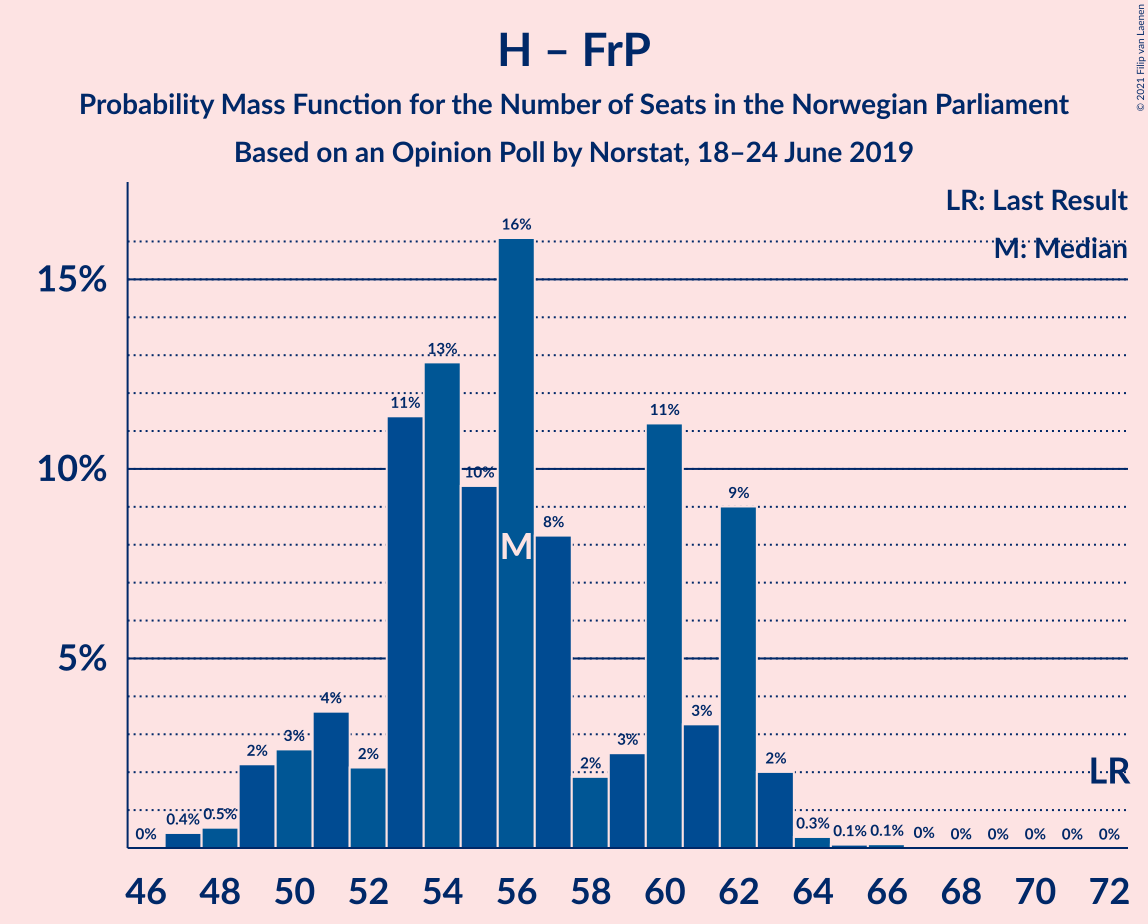 H – FrP
Probability Mass Function for the Number of Seats in the Norwegian Parliament
Based on an Opinion Poll by Norstat, 18–24 June 2019
© 2021 Filip van Laenen
LR: Last Result
M: Median
15%
10%
5%
0% 0.4% 0.5% 2% 3% 4% 2% 11% 13% 10% 16% 8% 2% 3% 11% 3% 9% 2% 0.3% 0.1% 0.1% 0% 0% 0% 0% 0% 0%
M
LR
46 48 50 52 54 56 58 60 62 64 66 68 70 72